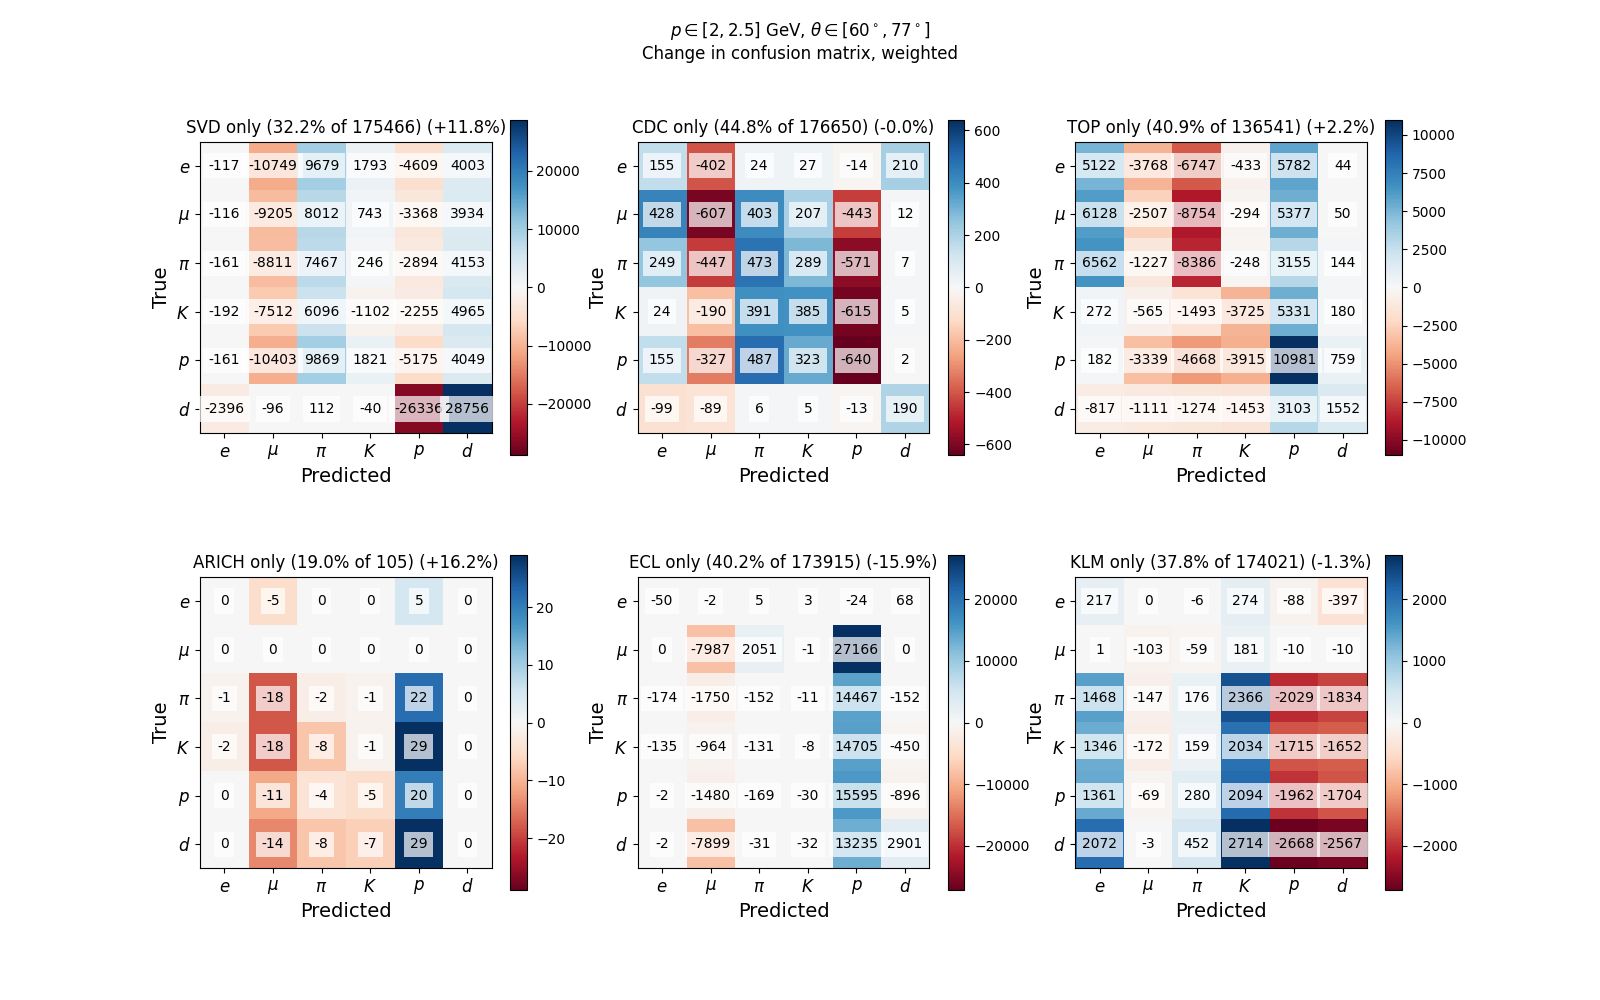 p ∈ [2, 2.5] GeV, θ ∈ [60°, 77°]
Change in confusion matrix, weighted
SVD only (32.2% of 175466) (+11.8%)
e -117 -10749 9679 1793 -4609 4003
μ -116 -9205 8012 743 -3368 3934
π -161 -8811 7467 246 -2894 4153
K -192 -7512 6096 -1102 -2255 4965
p -161 -10403 9869 1821 -5175 4049
d -2396 -96 112 -40 -26336 28756
e μ π K p d
Predicted
True
20000
10000
0
−10000
−20000
CDC only (44.8% of 176650) (-0.0%)
e 155 -402 24 27 -14 210
μ 428 -607 403 207 -443 12
π 249 -447 473 289 -571 7
K 24 -190 391 385 -615 5
p 155 -327 487 323 -640 2
d -99 -89 6 5 -13 190
e μ π K p d
Predicted
True
600
400
200
0
−200
−400
−600
TOP only (40.9% of 136541) (+2.2%)
e 5122 -3768 -6747 -433 5782 44
μ 6128 -2507 -8754 -294 5377 50
π 6562 -1227 -8386 -248 3155 144
K 272 -565 -1493 -3725 5331 180
p 182 -3339 -4668 -3915 10981 759
d -817 -1111 -1274 -1453 3103 1552
e μ π K p d
Predicted
True
10000
7500
5000
2500
0
−2500
−5000
−7500
−10000
ARICH only (19.0% of 105) (+16.2%)
e 0 -5 0 0 5 0
μ 0 0 0 0 0 0
π -1 -18 -2 -1 22 0
K -2 -18 -8 -1 29 0
p 0 -11 -4 -5 20 0
d 0 -14 -8 -7 29 0
e μ π K p d
Predicted
True
20
10
0
−10
−20
ECL only (40.2% of 173915) (-15.9%)
e -50 -2 5 3 -24 68
μ 0 -7987 2051 -1 27166 0
π -174 -1750 -152 -11 14467 -152
K -135 -964 -131 -8 14705 -450
p -2 -1480 -169 -30 15595 -896
d -2 -7899 -31 -32 13235 2901
e μ π K p d
Predicted
True
20000
10000
0
−10000
−20000
KLM only (37.8% of 174021) (-1.3%)
e 217 0 -6 274 -88 -397
μ 1 -103 -59 181 -10 -10
π 1468 -147 176 2366 -2029 -1834
K 1346 -172 159 2034 -1715 -1652
p 1361 -69 280 2094 -1962 -1704
d 2072 -3 452 2714 -2668 -2567
e μ π K p d
Predicted
True
2000
1000
0
−1000
−2000